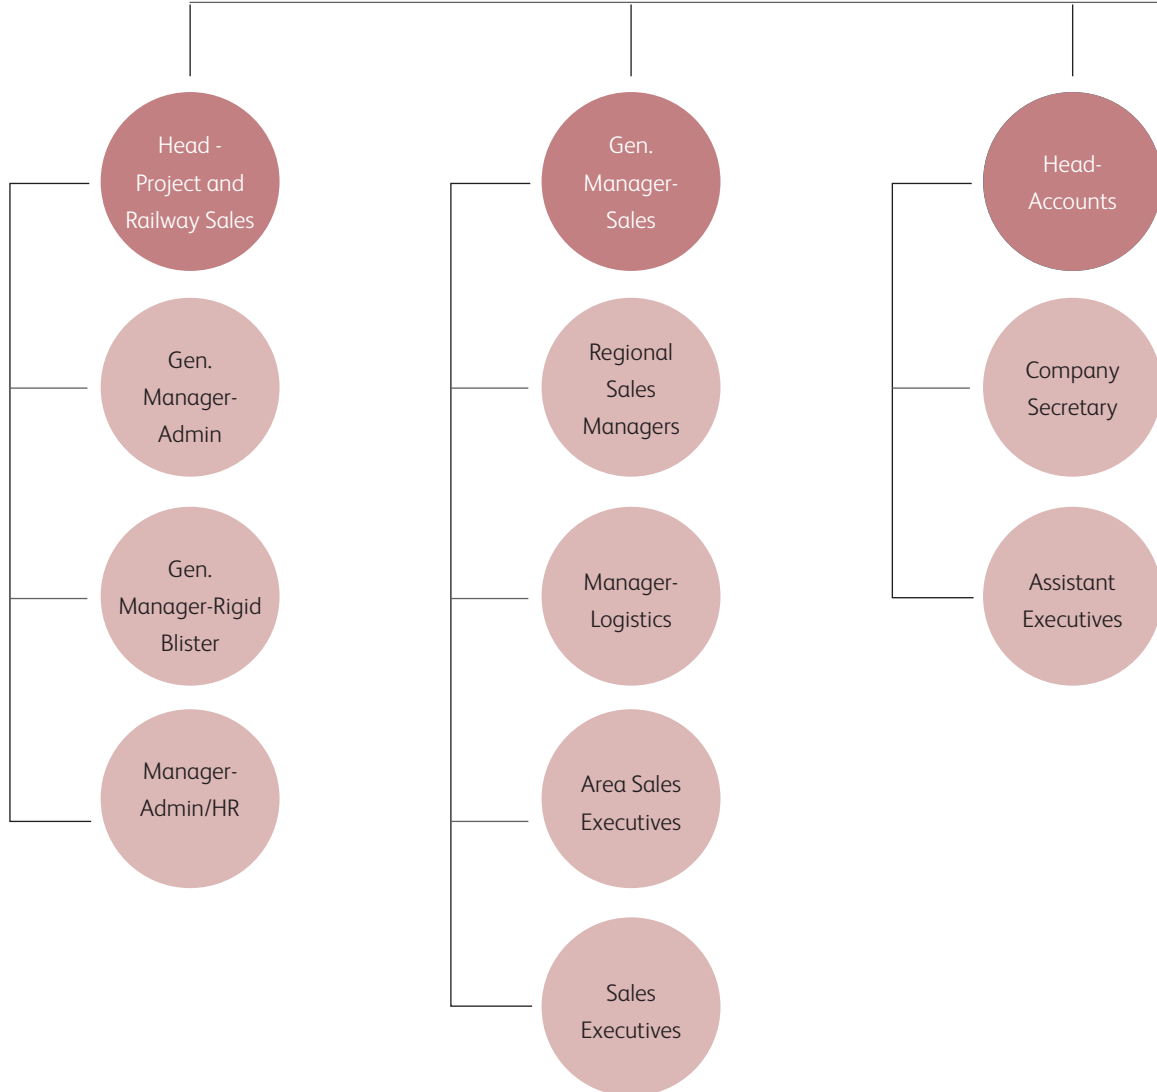 Head -
Project and
Railway Sales
Gen.
Manager-
Admin
Gen.
Manager-Rigid
Blister
Manager-
Admin/HR
Gen.
Manager-
Sales
Regional
Sales
Managers
Manager-
Logistics
Area Sales
Executives
Sales
Executives
Head-
Accounts
Company
Secretary
Assistant
Executives